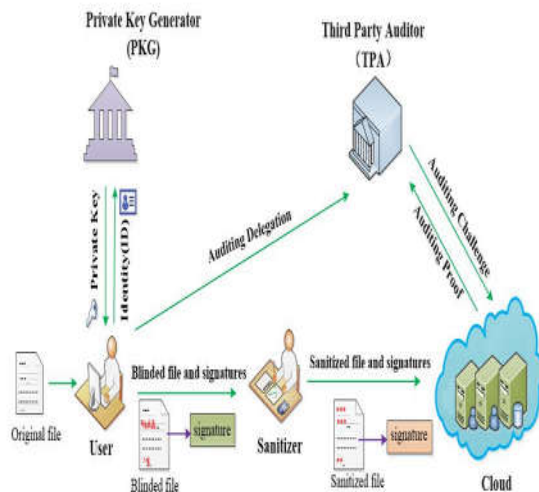 Private Key Generator
(PKG)
Third Party Auditor
(TPA)
Private Key
Identity(ID)
Auditing Delegation
Auditing Challenge
Auditing Proof
Original file
User
Blinded file and signatures
signature
Blinded file
Sanitizer
Sanitized file and signatures
signature
Sanitized file
Cloud